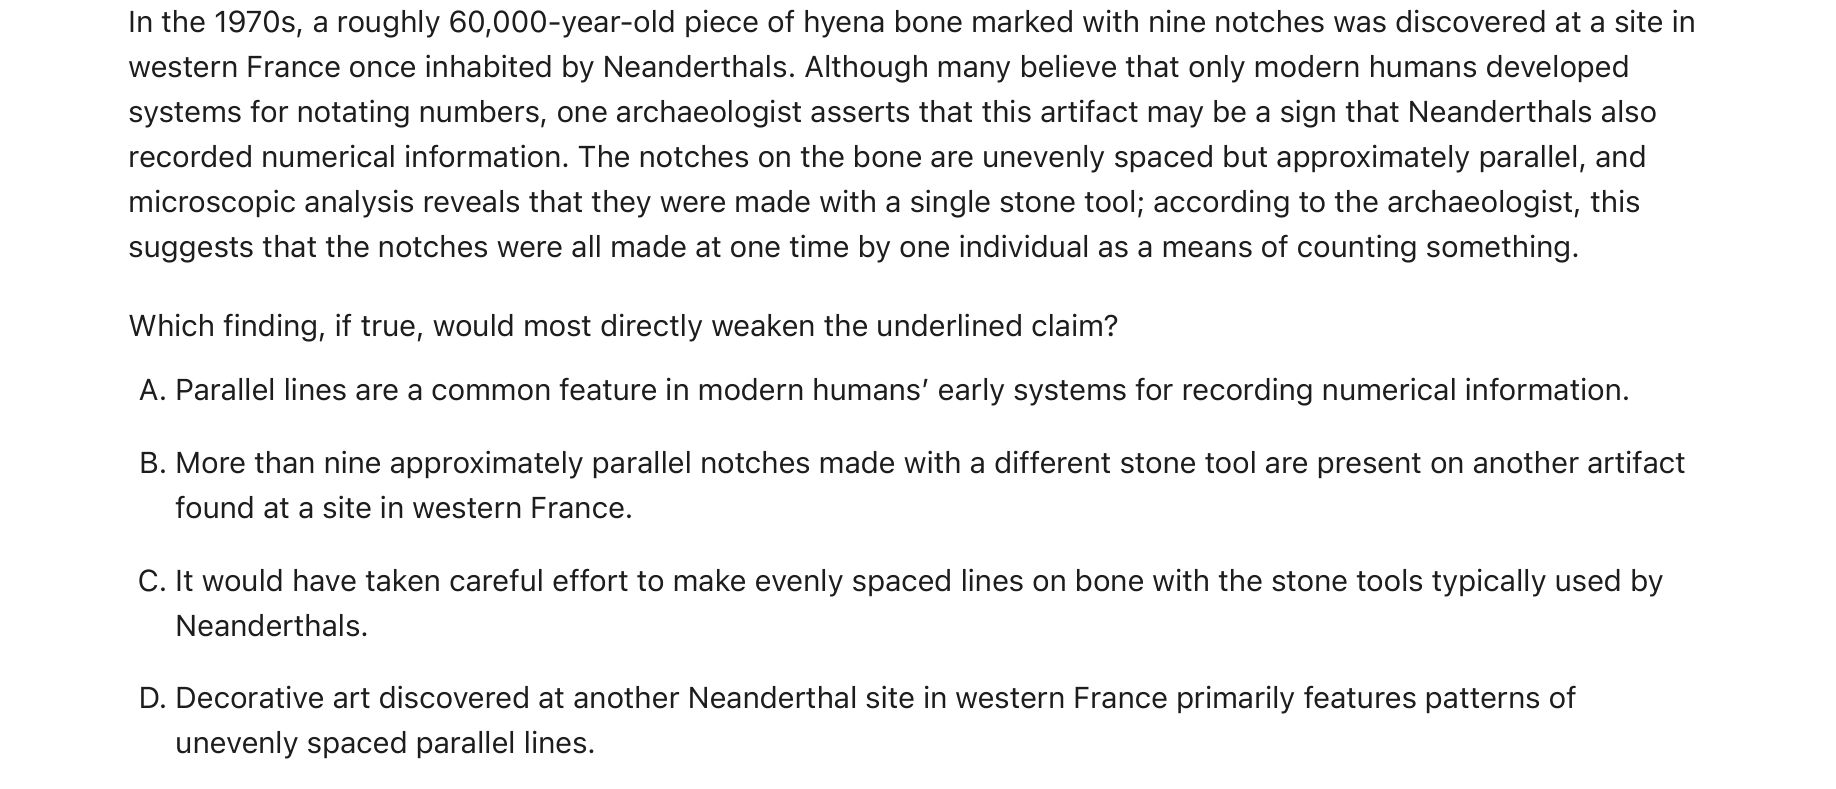 In the 1970s, a roughly 60,000-year-old piece of hyena bone marked with nine notches was discovered at a site in
western France once inhabited by Neanderthals. Although many believe that only modern humans developed
systems for notating numbers, one archaeologist asserts that this artifact may be a sign that Neanderthals also
recorded numerical information. The notches on the bone are unevenly spaced but approximately parallel, and
microscopic analysis reveals that they were made with a single stone tool; according to the archaeologist, this
suggests that the notches were all made at one time by one individual as a means of counting something.
Which finding, if true, would most directly weaken the underlined claim?
A. Parallel lines are a common feature in modern humans’ early systems for recording numerical information.
B. More than nine approximately parallel notches made with a different stone tool are present on another artifact
found at a site in western France.
C. It would have taken careful effort to make evenly spaced lines on bone with the stone tools typically used by
Neanderthals.
D. Decorative art discovered at another Neanderthal site in western France primarily features patterns of
unevenly spaced parallel lines.